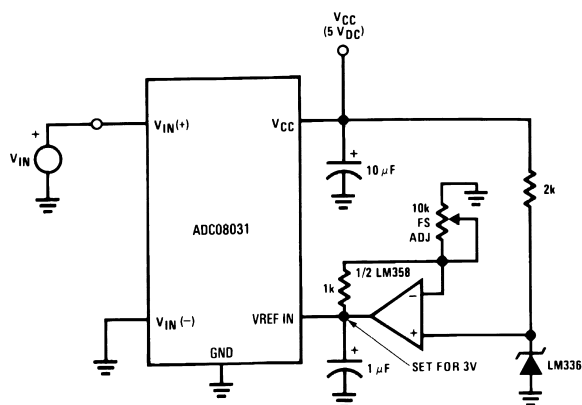 VCC
(5 VDC)
VIN(+)
VCC
+
VIN
+
10 μF
2k
ADC08031
10k
FS
ADJ
1/2 LM358
1k
−
VIN(−)
VREF IN
+
GND
+
1 μF
SET FOR 3V
LM336